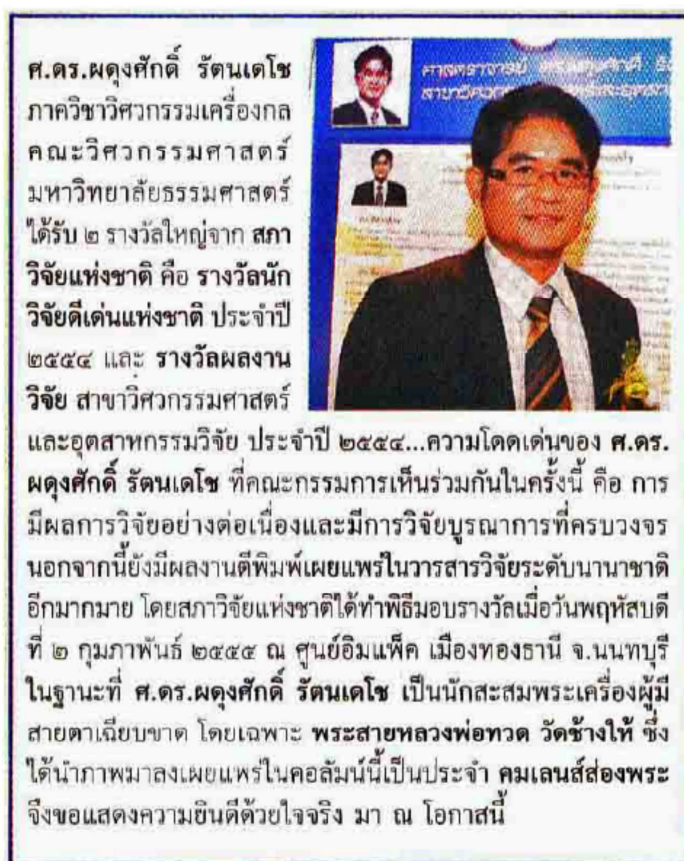 ศ.ดร.ผดุงศักดิ์ รัตนเดโช
ภาควิชาวิศวกรรมเครื่องกล
คณะวิศวกรรมศาสตร์
มหาวิทยาลัยธรรมศาสตร์
ได้รับ ๒ รางวัลใหญ่จาก สภา
วิจัยแห่งชาติ คือ รางวัลนัก
วิจัยดีเด่นแห่งชาติ ประจำปี
๒๕๕๔ และ รางวัลผลงาน
วิจัย สาขาวิศวกรรมศาสตร์
และอุตสาหกรรมวิจัย ประจำปี ๒๕๕๔...ความโดดเด่นของ ศ.ดร.
ผดุงศักดิ์ รัตนเดโช ที่คณะกรรมการเห็นร่วมกันในครั้งนี้ คือ การ
มีผลการวิจัยอย่างต่อเนื่องและมีการวิจัยบูรณาการที่ครบวงจร
นอกจากนี้ยังมีผลงานตีพิมพ์เผยแพร่ในวารสารวิจัยระดับนานาชาติ
อีกมากมาย โดยสภาวิจัยแห่งชาติได้ทำพิธีมอบรางวัลเมื่อวันพฤหัสบดี
ที่ ๒ กุมภาพันธ์ ๒๕๕๕ ณ ศูนย์อิมแพ็ค เมืองทองธานี จ.นนทบุรี
ในฐานะที่ ศ.ดร.ผดุงศักดิ์ รัตนเดโช เป็นนักสะสมพระเครื่องผู้มี
สายตาเฉียบขาด โดยเฉพาะ พระสายหลวงพ่อทวด วัดช้างให้ ซึ่ง
ได้นำภาพมาลงเผยแพร่ในคอลัมน์นี้เป็นประจำ คมเลนส์ส่องพระ
จึงขอแสดงความยินดีด้วยใจจริง มา ณ โอกาสนี้
ศาสตราจารย์